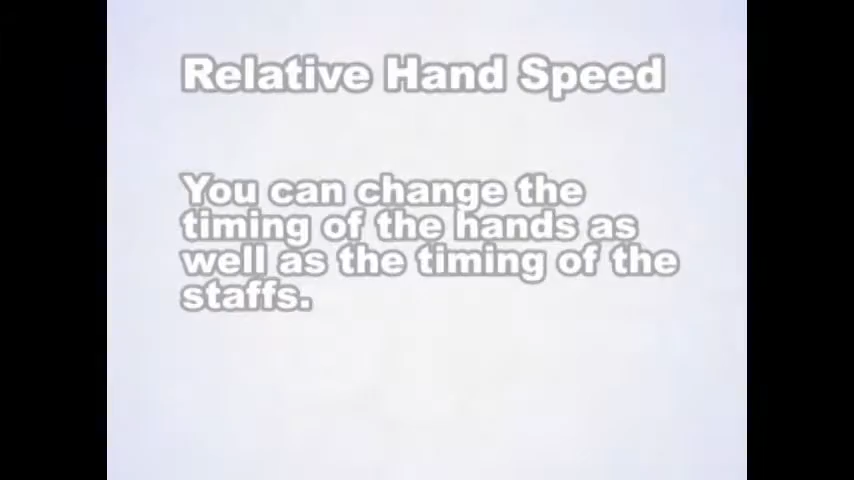 Relative Hand Speed
You can change the
timing of the hands as
well as the timing of the
staffs.